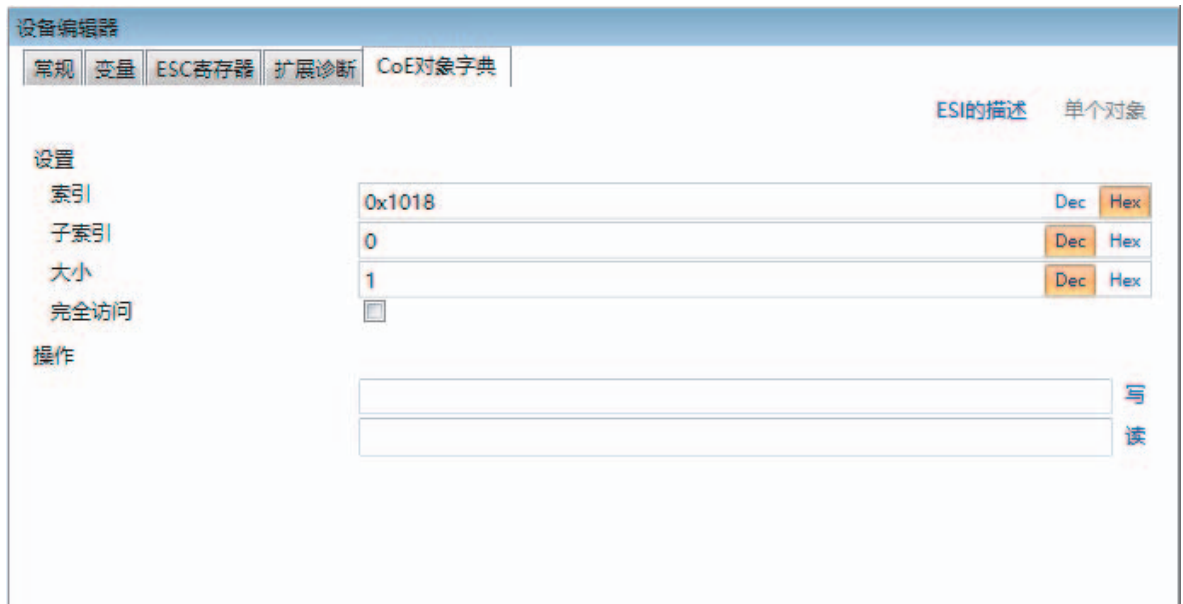 设备编辑器
常规 变量 ESC寄存器 扩展诊断 CoE对象字典
ESI的描述 单个对象
设置
索引 0x1018 Dec Hex
子索引 0 Dec Hex
大小 1 Dec Hex
完全访问
操作
写
读